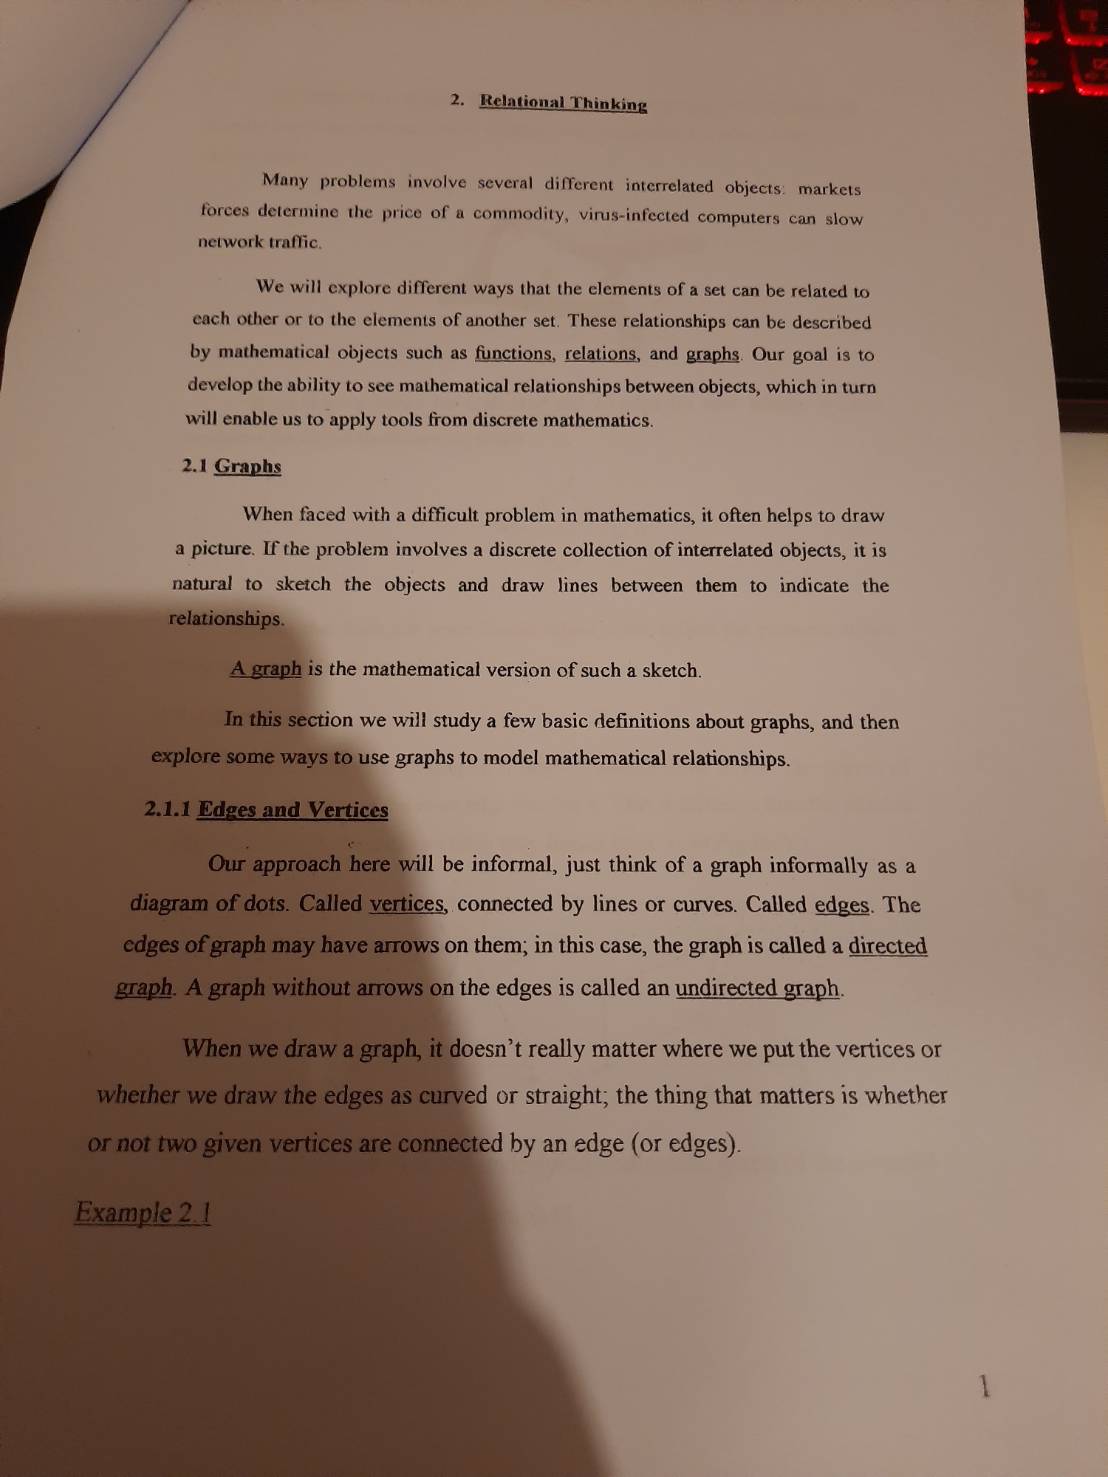 2. Relational Thinking
Many problems involve several different interrelated objects: markets
forces determine the price of a commodity, virus-infected computers can slow
network traffic.
We will explore different ways that the elements of a set can be related to
each other or to the elements of another set. These relationships can be described
by mathematical objects such as functions, relations, and graphs. Our goal is to
develop the ability to see mathematical relationships between objects, which in turn
will enable us to apply tools from discrete mathematics.
2.1 Graphs
When faced with a difficult problem in mathematics, it often helps to draw
a picture. If the problem involves a discrete collection of interrelated objects, it is
natural to sketch the objects and draw lines between them to indicate the
relationships.
A graph is the mathematical version of such a sketch.
In this section we will study a few basic definitions about graphs, and then
explore some ways to use graphs to model mathematical relationships.
2.1.1 Edges and Vertices
Our approach here will be informal, just think of a graph informally as a
diagram of dots. Called vertices, connected by lines or curves. Called edges. The
edges of graph may have arrows on them; in this case, the graph is called a directed
graph. A graph without arrows on the edges is called an undirected graph.
When we draw a graph, it doesn't really matter where we put the vertices or
whether we draw the edges as curved or straight; the thing that matters is whether
or not two given vertices are connected by an edge (or edges).
Example 2.1
1